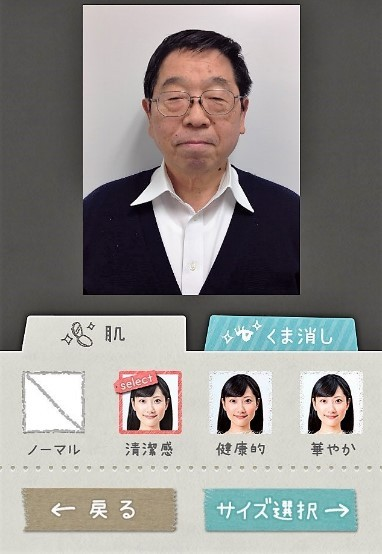 肌
くま消し
select
ノーマル
清潔感
健康的
華やか
← 戻る
サイズ選択 →